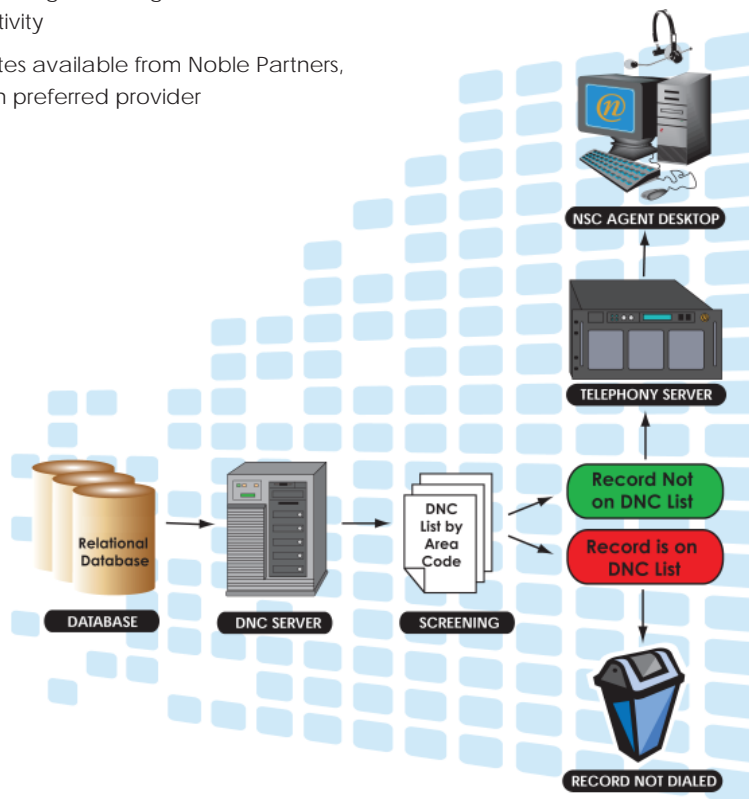 tivity
tes available from Noble Partners,
preferred provider
n
NSC AGENT DESKTOP
TELEPHONY SERVER
Record Not
on DNC List
Record is on
DNC List
DNC
List by
Area
Code
Relational
Database
DATABASE
DNC SERVER
SCREENING
RECORD NOT DIALED